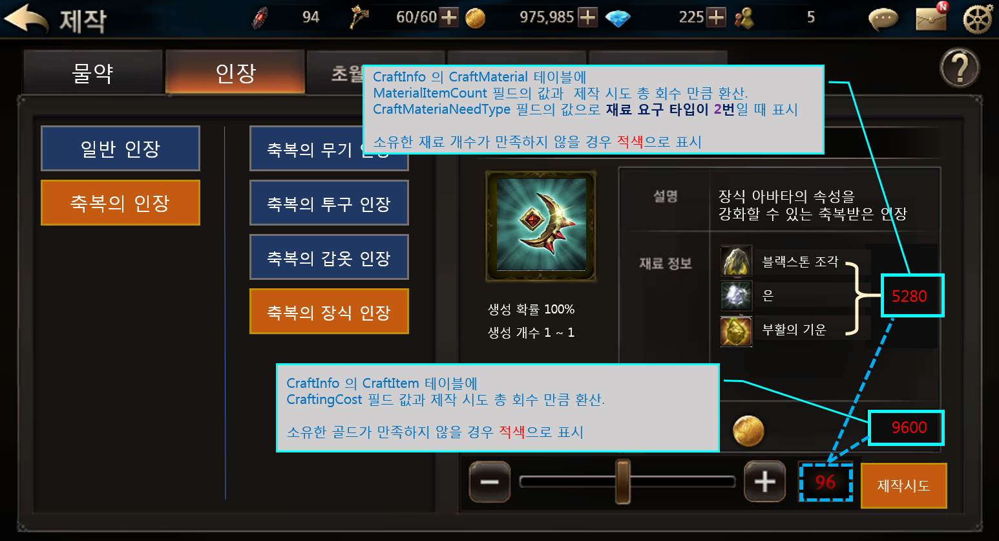 제작
94
60/60
975,985
225
5
N
물약
인장
초월
?
CraftInfo 의 CraftMaterial 테이블에
MaterialItemCount 필드의 값과 제작 시도 총 회수 만큼 환산.
CraftMateriaNeedType 필드의 값으로 재료 요구 타입이 2번일 때 표시
소유한 재료 개수가 만족하지 않을 경우 적색으로 표시
일반 인장
축복의 인장
축복의 무기 인장
축복의 투구 인장
축복의 갑옷 인장
축복의 장식 인장
생성 확률 100%
생성 개수 1 ~ 1
설명
장식 아바타의 속성을
강화할 수 있는 축복받은 인장
재료 정보
블랙스톤 조각
은
부활의 기운
5280
CraftInfo 의 CraftItem 테이블에
CraftingCost 필드 값과 제작 시도 총 회수 만큼 환산.
소유한 골드가 만족하지 않을 경우 적색으로 표시
9600
96
제작시도